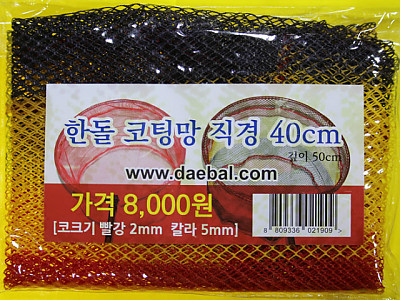 한돌 코팅망 직경 40cm
길이 50cm
www.daebal.com
가격 8,000원
[코크기 빨강 2mm 칼라 5mm]
8 809336 021909 >